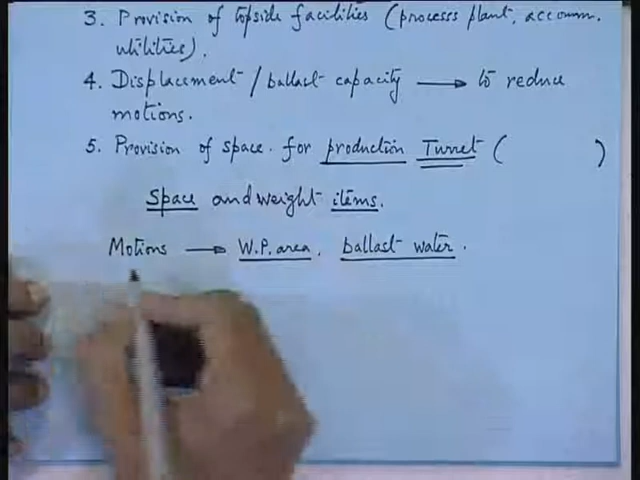 3. Provision of topside facilities (process plant, accomm.
utilities).
4. Displacement / ballast capacity → to reduce
motions.
5. Provision of space for production Turret ( )
Space and weight items.
Motions → W.P. area, ballast water.